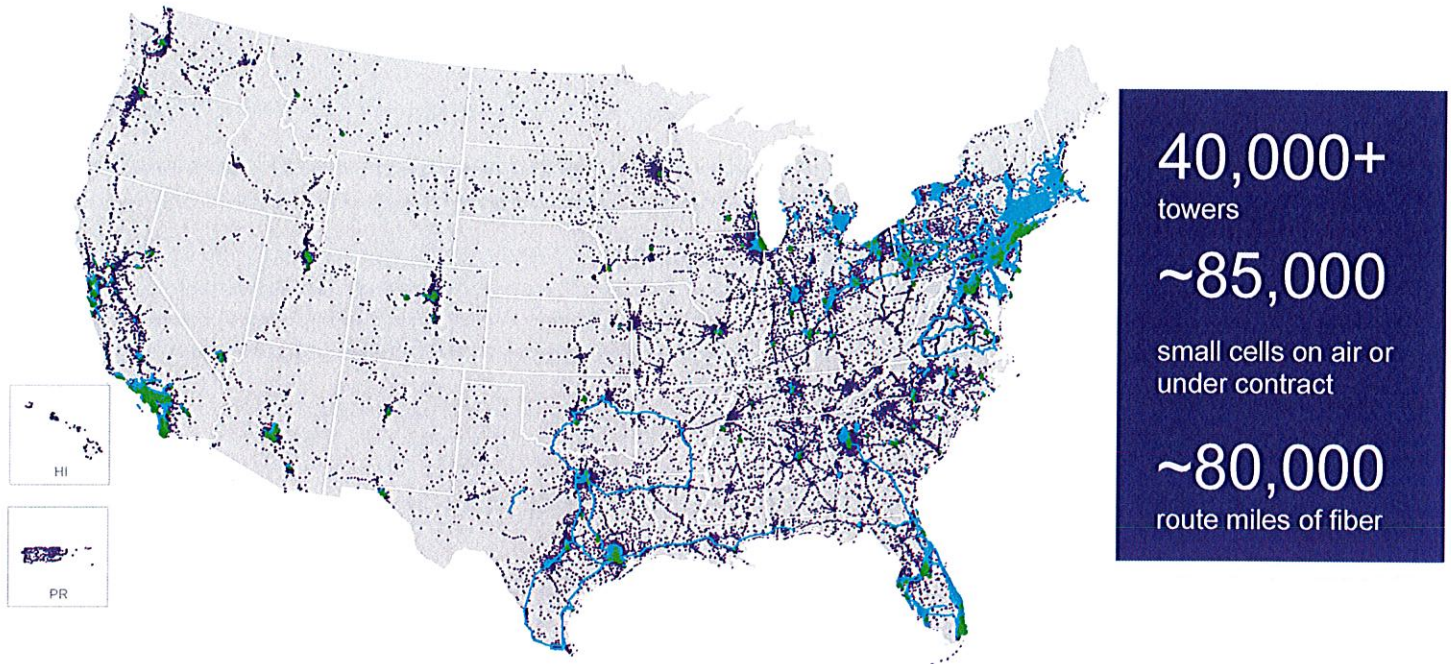 40,000+
towers
~85,000
small cells on air or
under contract
~80,000
route miles of fiber
HI
PR